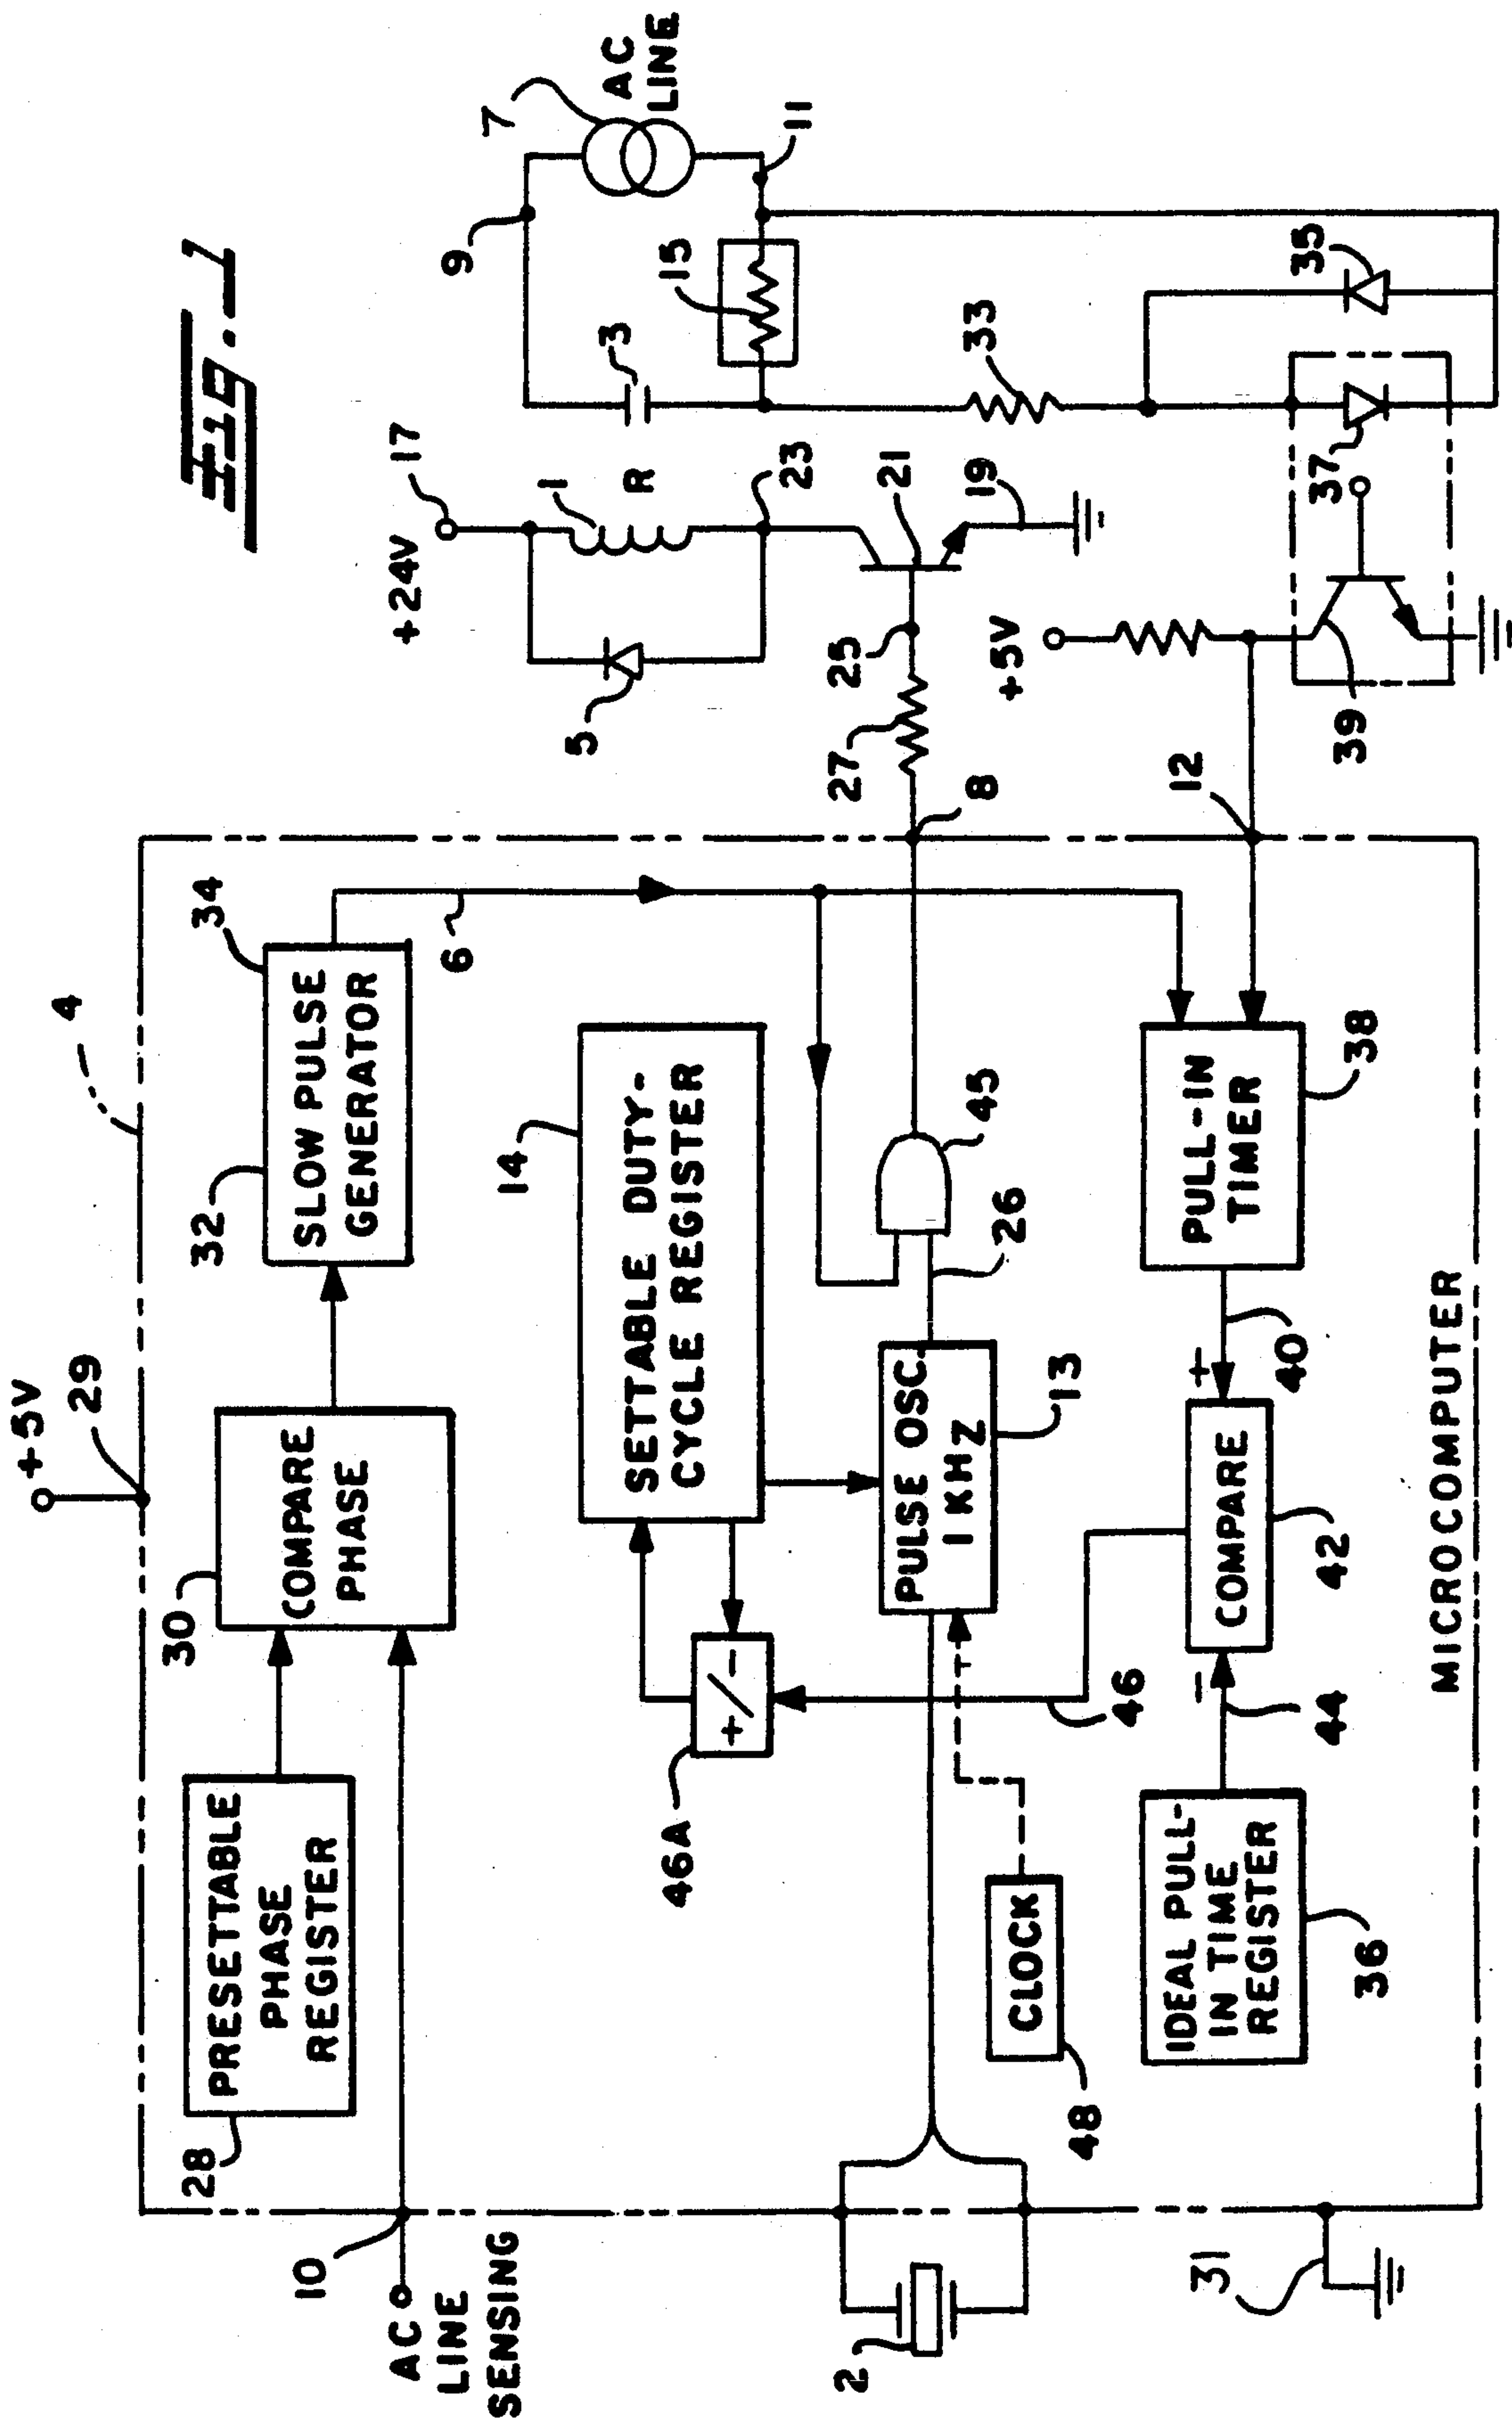 FIG. 1
+5V
29
4
30
COMPARE
PHASE
32
SLOW PULSE
GENERATOR
34
28
PRESETTABLE
PHASE
REGISTER
10
AC
LINE
SENSING
6
14
SETTABLE DUTY-
CYCLE REGISTER
46A
+/-
PULSE OSC.
1 KHZ
13
26
45
8
2
CLOCK
48
46
IDEAL PULL-
IN TIME
REGISTER
36
44
-
COMPARE
42
+
40
PULL-IN
TIMER
38
12
31
MICROCOMPUTER
+24V
17
1
R
5
23
21
19
25
27
+5V
39
37
35
33
3
15
9
7
AC
LINE
11